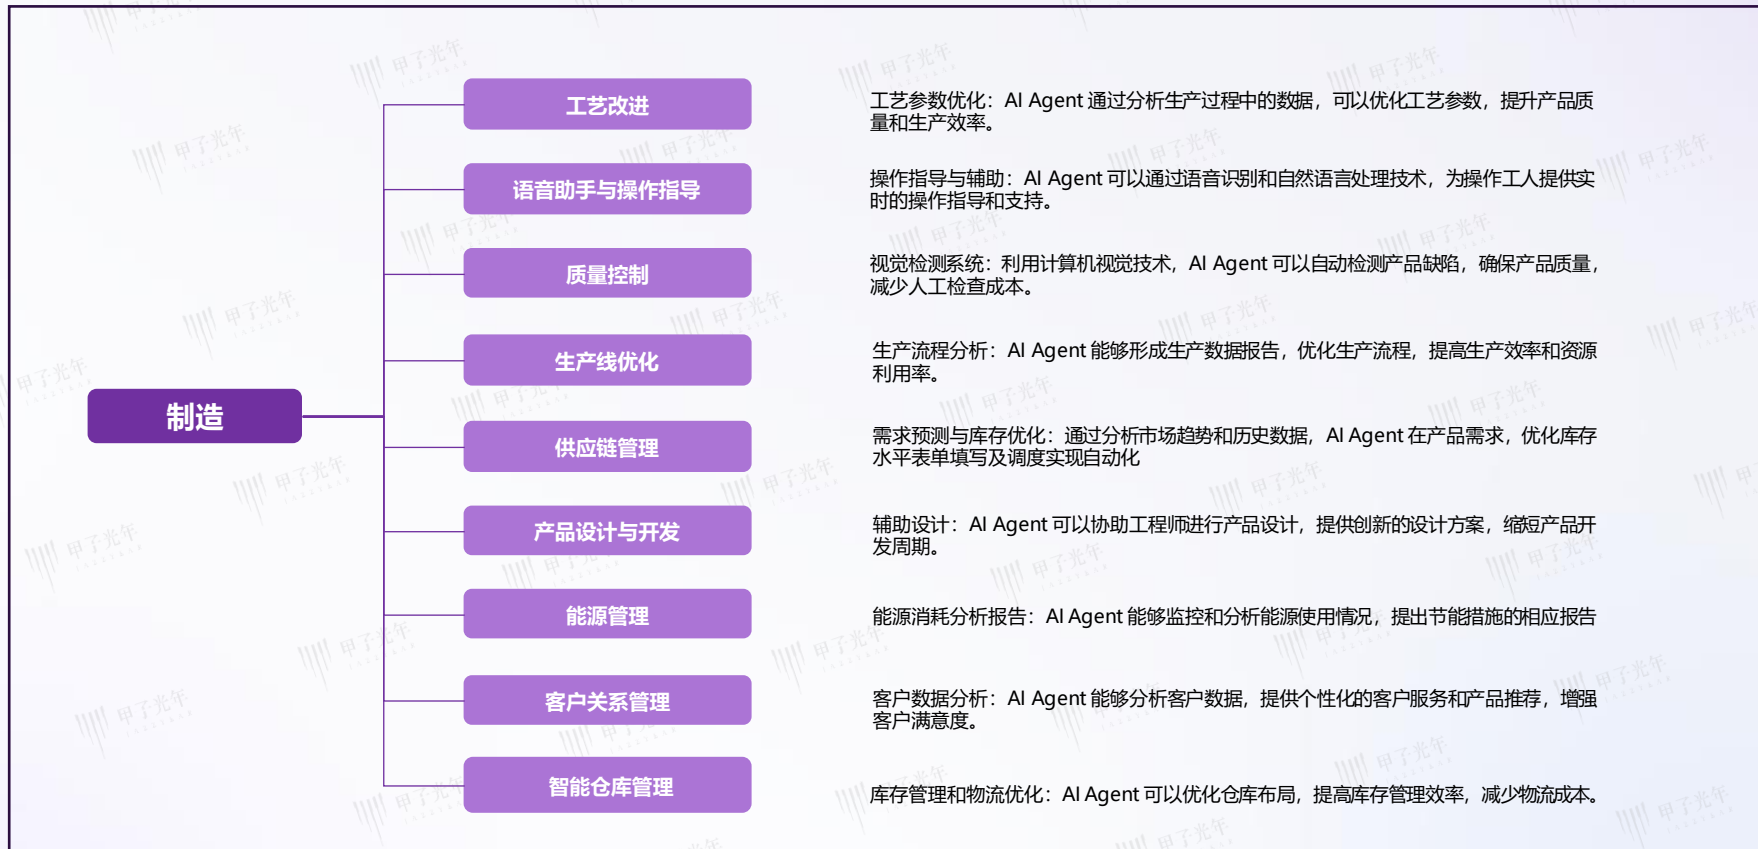 制造
工艺改进
工艺参数优化：AI Agent 通过分析生产过程中的数据，可以优化工艺参数，提升产品质
量和生产效率。
语音助手与操作指导
操作指导与辅助：AI Agent 可以通过语音识别和自然语言处理技术，为操作工人提供实
时的操作指导和支持。
质量控制
视觉检测系统：利用计算机视觉技术，AI Agent 可以自动检测产品缺陷，确保产品质量，
减少人工检查成本。
生产线优化
生产流程分析：AI Agent 能够形成生产数据报告，优化生产流程，提高生产效率和资源
利用率。
供应链管理
需求预测与库存优化：通过分析市场趋势和历史数据，AI Agent 在产品需求，优化库存
水平表单填写及调度实现自动化
产品设计与开发
辅助设计：AI Agent 可以协助工程师进行产品设计，提供创新的设计方案，缩短产品开
发周期。
能源管理
能源消耗分析报告：AI Agent 能够监控和分析能源使用情况，提出节能措施的相应报告
客户关系管理
客户数据分析：AI Agent 能够分析客户数据，提供个性化的客户服务和产品推荐，增强
客户满意度。
智能仓库管理
库存管理和物流优化：AI Agent 可以优化仓库布局，提高库存管理效率，减少物流成本。
甲子光年